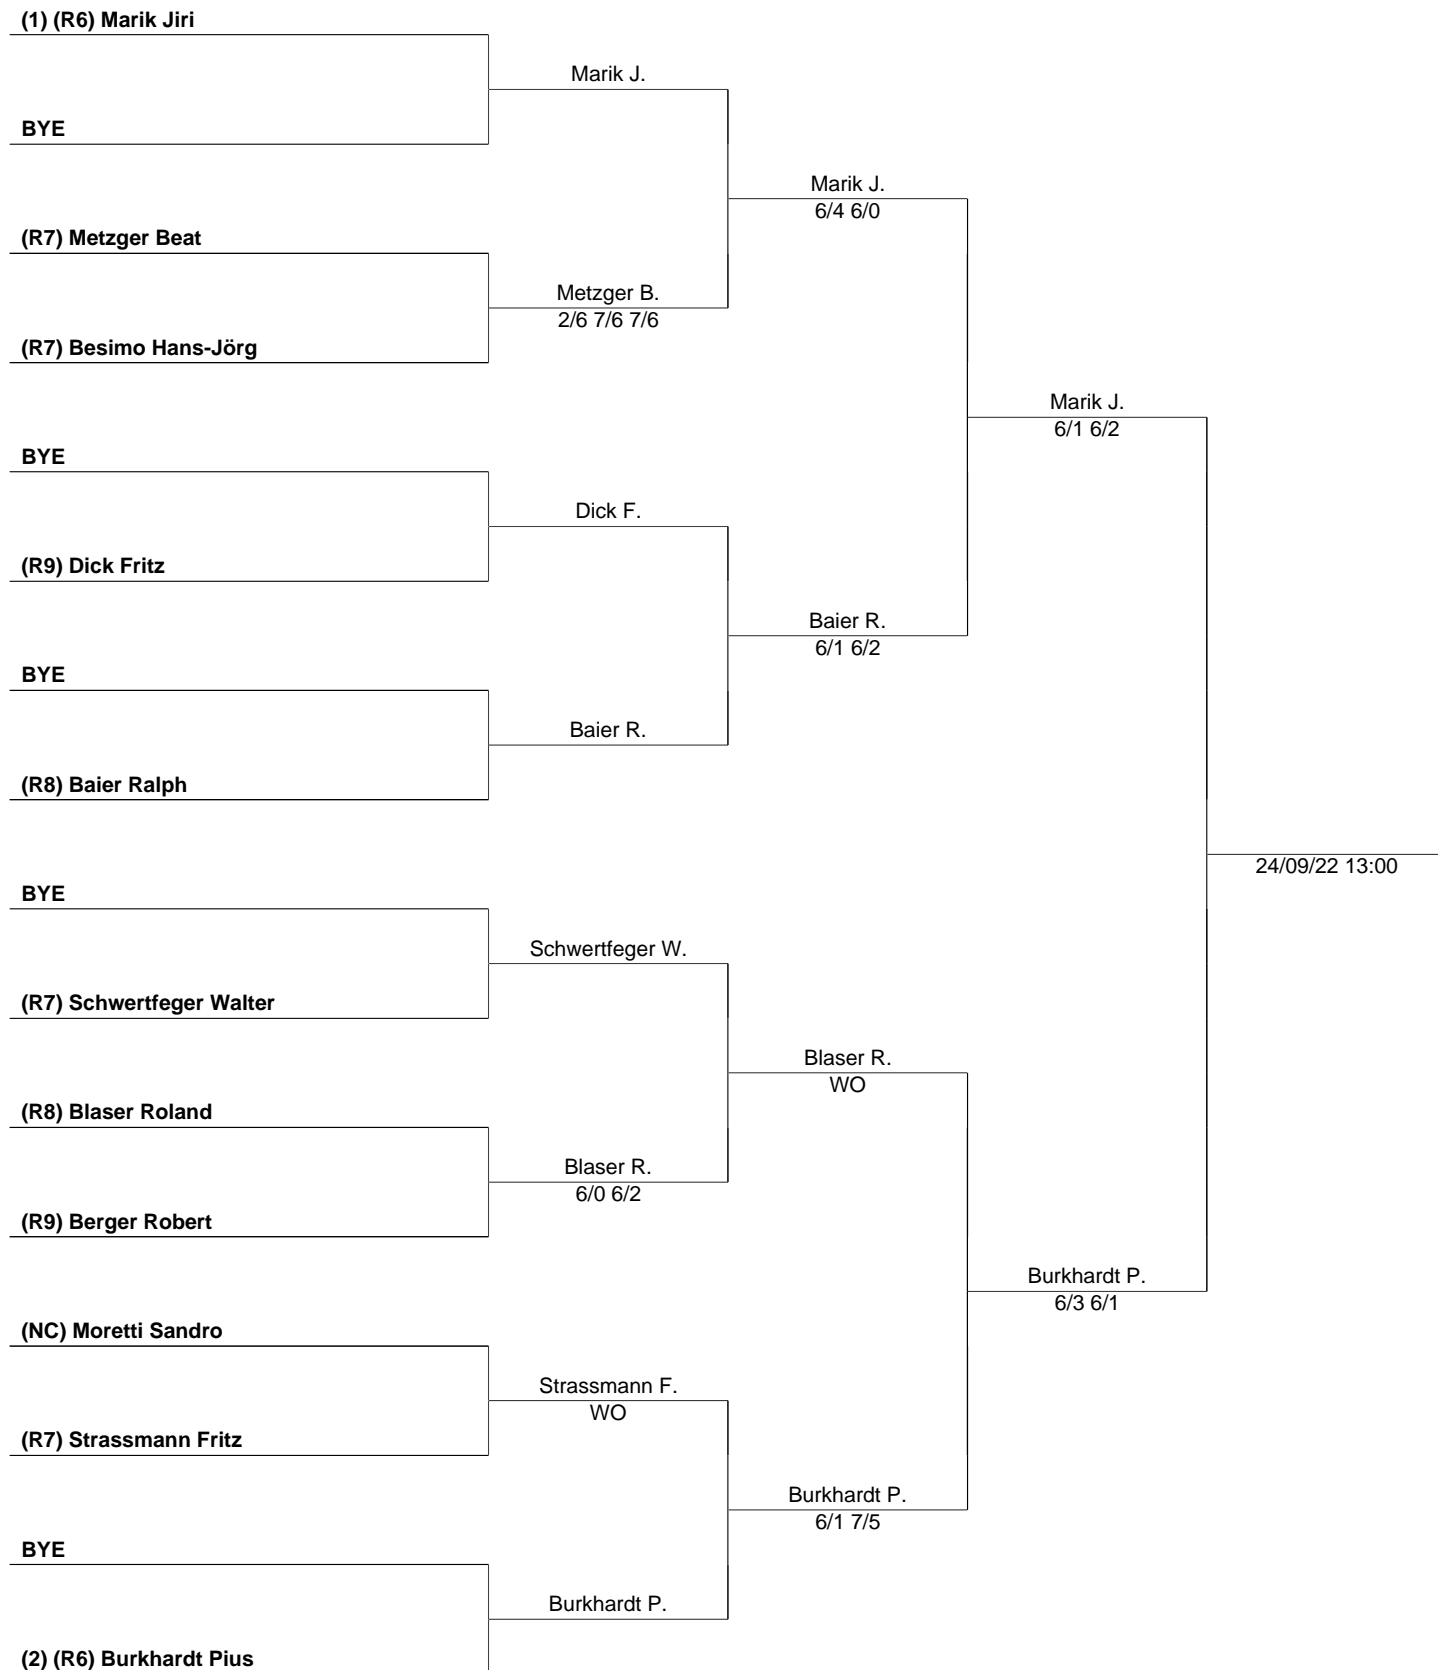 (1) (R6) Marik Jiri
Marik J.
BYE
Marik J.
6/4 6/0
(R7) Metzger Beat
Metzger B.
2/6 7/6 7/6
(R7) Besimo Hans-Jörg
Marik J.
6/1 6/2
BYE
Dick F.
(R9) Dick Fritz
Baier R.
6/1 6/2
BYE
Baier R.
(R8) Baier Ralph
24/09/22 13:00
BYE
Schwertfeger W.
(R7) Schwertfeger Walter
Blaser R.
WO
(R8) Blaser Roland
Blaser R.
6/0 6/2
(R9) Berger Robert
Burkhardt P.
6/3 6/1
(NC) Moretti Sandro
Strassmann F.
WO
(R7) Strassmann Fritz
Burkhardt P.
6/1 7/5
BYE
Burkhardt P.
(2) (R6) Burkhardt Pius